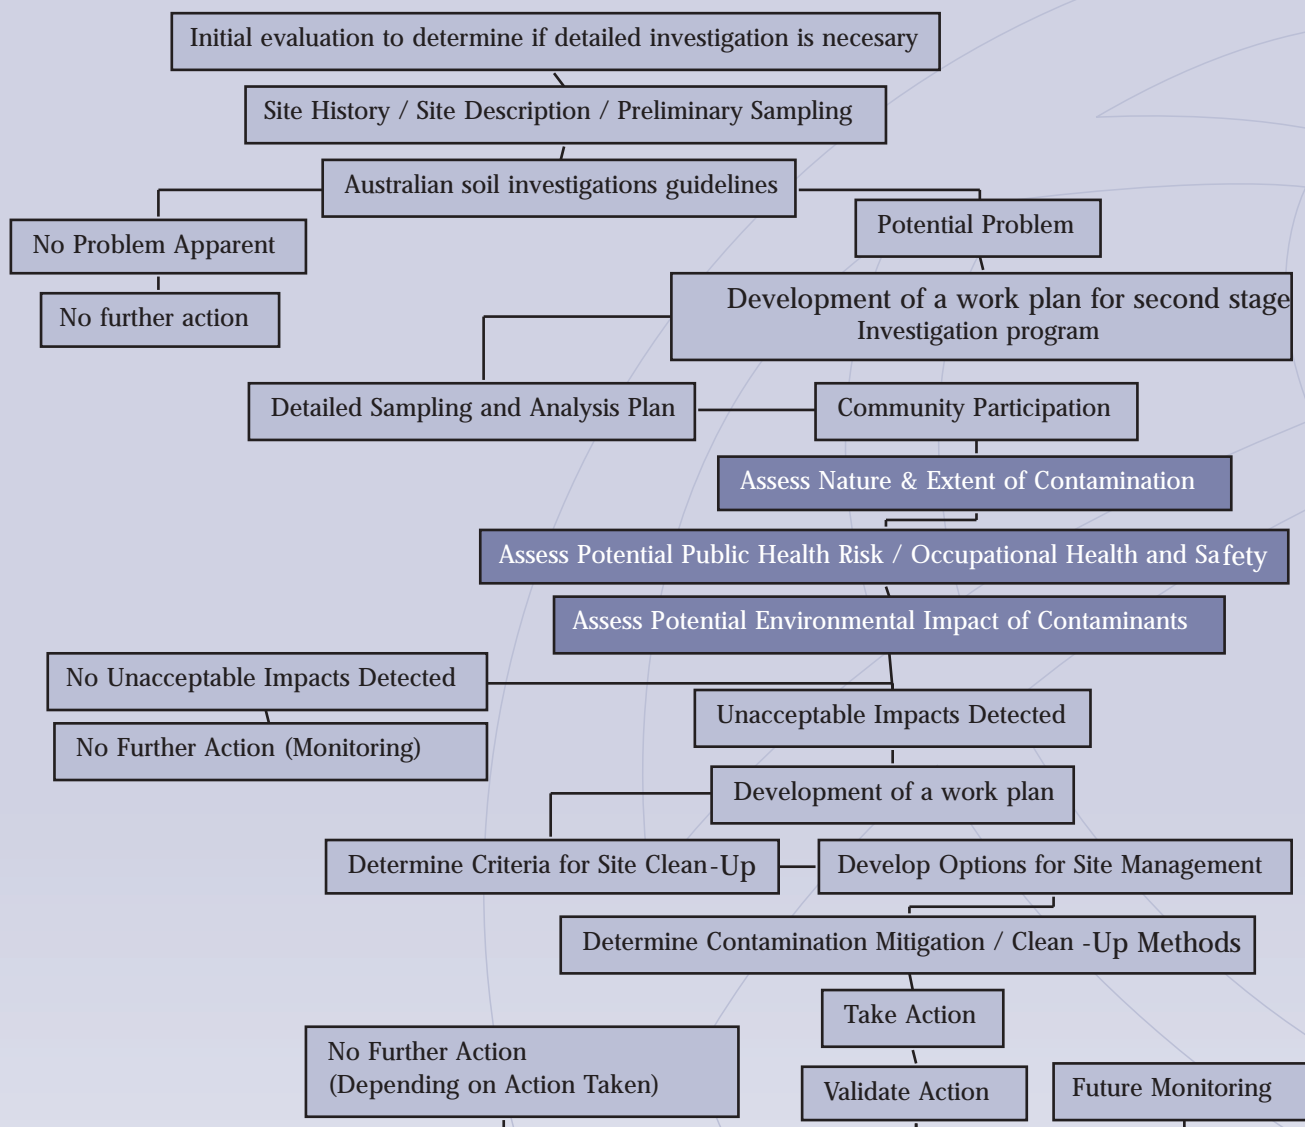 Initial evaluation to determine if detailed investigation is necesary
Site History / Site Description / Preliminary Sampling
Australian soil investigations guidelines
No Problem Apparent
Potential Problem
No further action
Development of a work plan for second stage
Investigation program
Detailed Sampling and Analysis Plan
Community Participation
Assess Nature & Extent of Contamination
Assess Potential Public Health Risk / Occupational Health and Safety
Assess Potential Environmental Impact of Contaminants
No Unacceptable Impacts Detected
Unacceptable Impacts Detected
No Further Action (Monitoring)
Development of a work plan
Determine Criteria for Site Clean-Up
Develop Options for Site Management
Determine Contamination Mitigation / Clean -Up Methods
Take Action
No Further Action
(Depending on Action Taken)
Validate Action
Future Monitoring